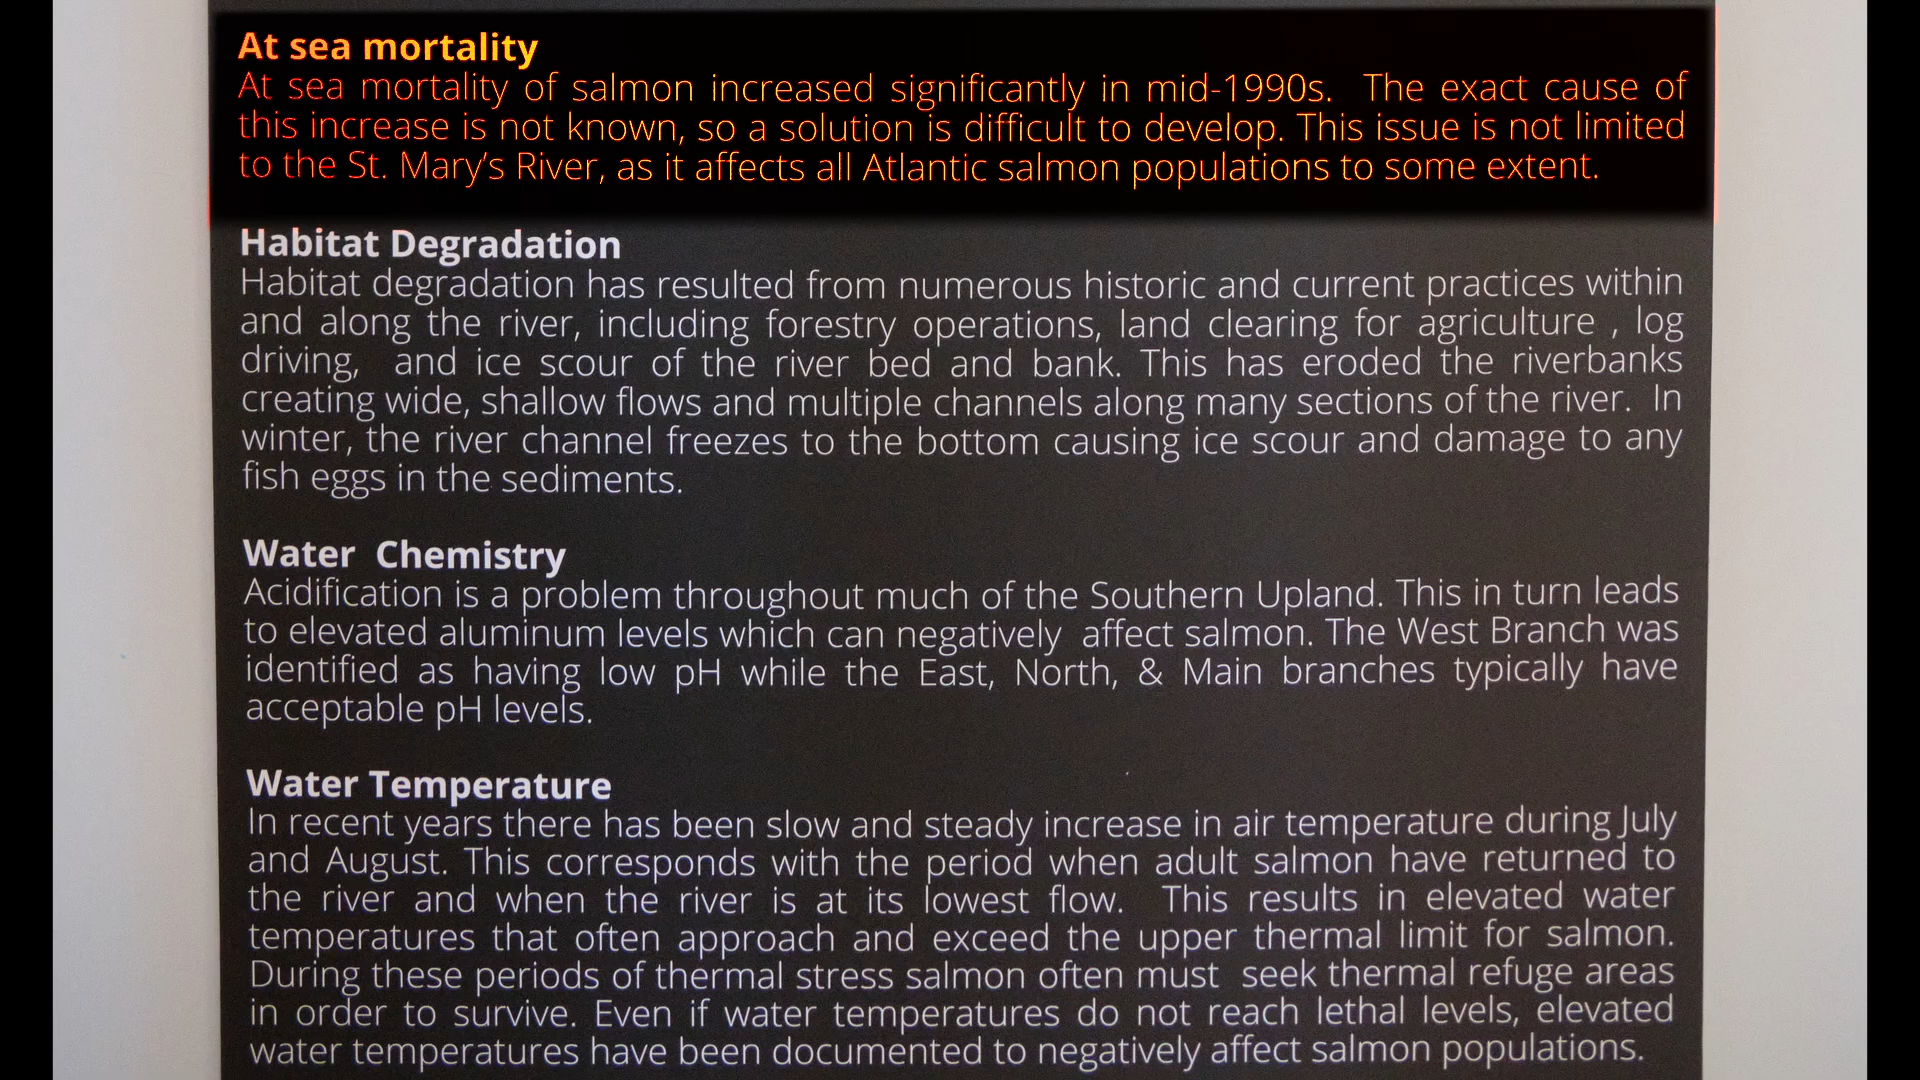 At sea mortality
At sea mortality of salmon increased significantly in mid-1990s. The exact cause of
this increase is not known, so a solution is difficult to develop. This issue is not limited
to the St. Mary's River, as it affects all Atlantic salmon populations to some extent.
Habitat Degradation
Habitat degradation has resulted from numerous historic and current practices within
and along the river, including forestry operations, land clearing for agriculture , log
driving, and ice scour of the river bed and bank. This has eroded the riverbanks
creating wide, shallow flows and multiple channels along many sections of the river. In
winter, the river channel freezes to the bottom causing ice scour and damage to any
fish eggs in the sediments.
Water Chemistry
Acidification is a problem throughout much of the Southern Upland. This in turn leads
to elevated aluminum levels which can negatively affect salmon. The West Branch was
identified as having low pH while the East, North, & Main branches typically have
acceptable pH levels.
Water Temperature
In recent years there has been slow and steady increase in air temperature during July
and August. This corresponds with the period when adult salmon have returned to
the river and when the river is at its lowest flow. This results in elevated water
temperatures that often approach and exceed the upper thermal limit for salmon.
During these periods of thermal stress salmon often must seek thermal refuge areas
in order to survive. Even if water temperatures do not reach lethal levels, elevated
water temperatures have been documented to negatively affect salmon populations.